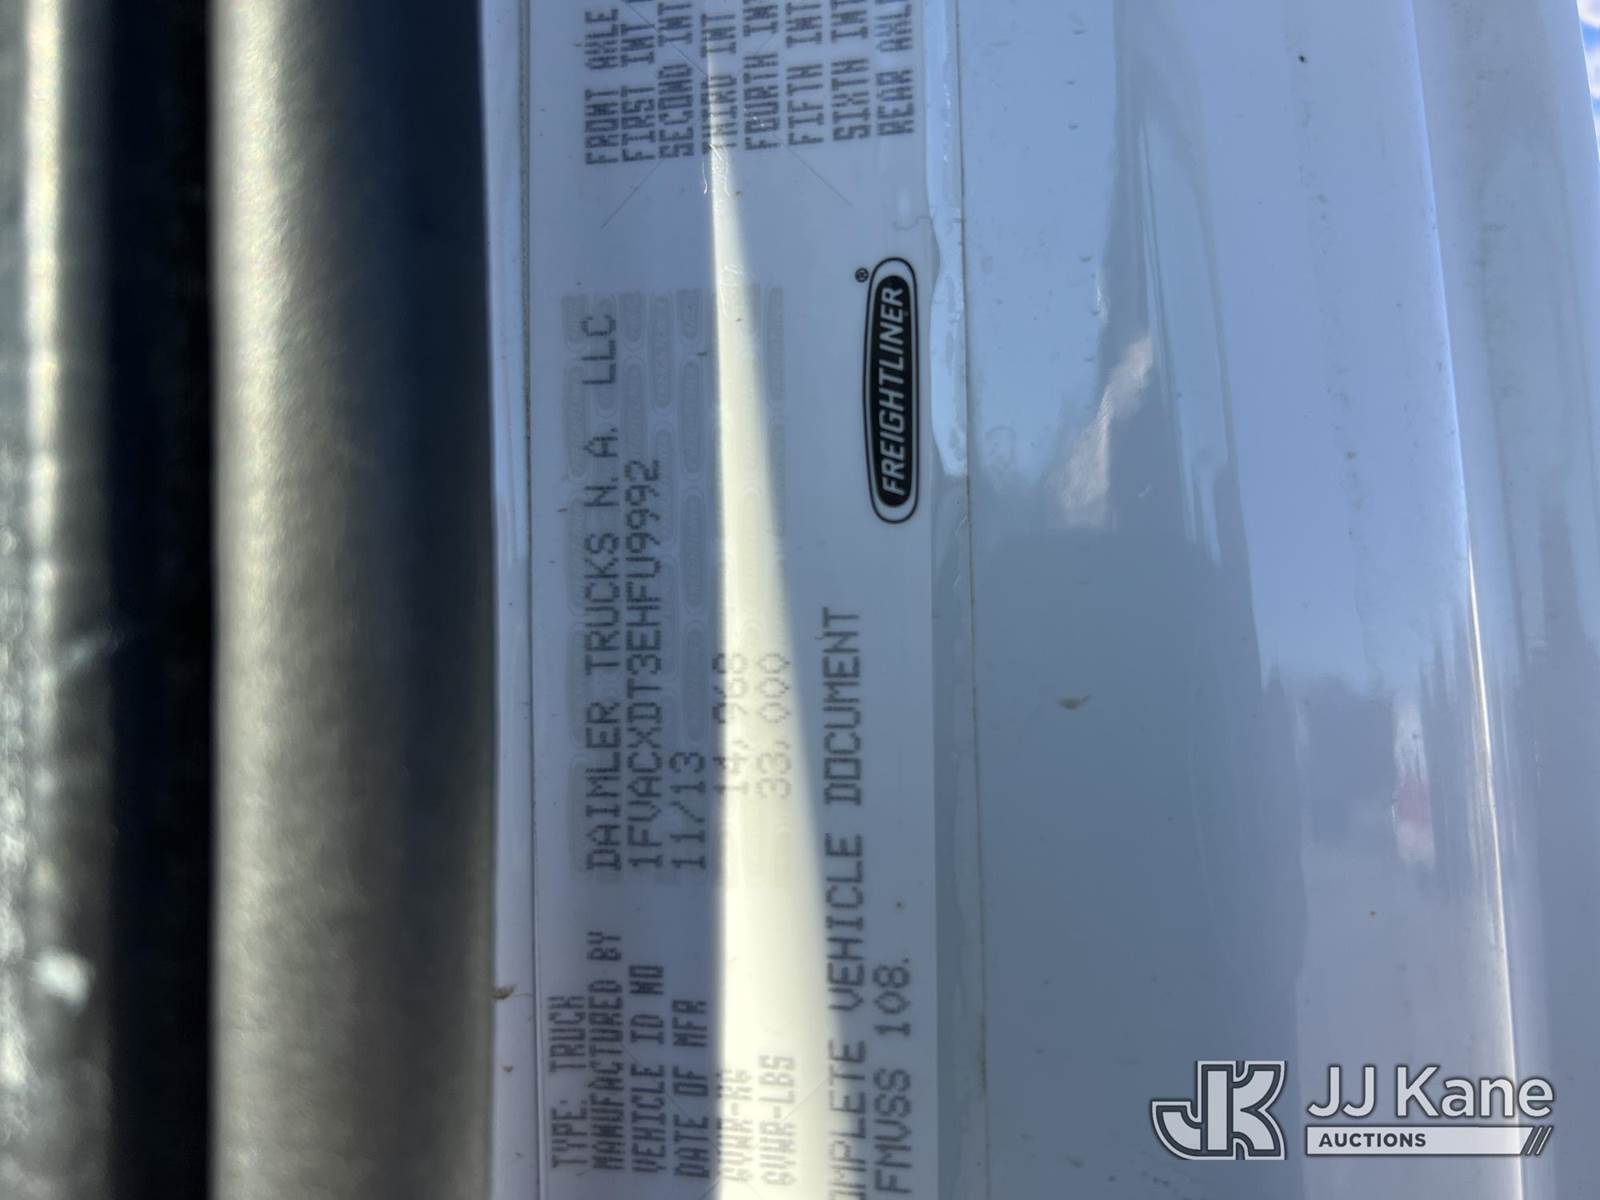 TYPE: TRUCK
MANUFACTURED BY DAIMLER TRUCKS N.A. LLC
VEHICLE ID NO 1FVACXDT3EHFU9992
DATE OF MFR 11/13
GVWR-KG 14,968
GVWR-LBS 33,000
OMPLETE VEHICLE DOCUMENT
FMVSS 108.
FRONT AXLE
FIRST INT
SECOND INT
THIRD INT
FOURTH INT
FIFTH INT
SIXTH INT
REAR AXLE
FREIGHTLINER®
JK JJ Kane
AUCTIONS